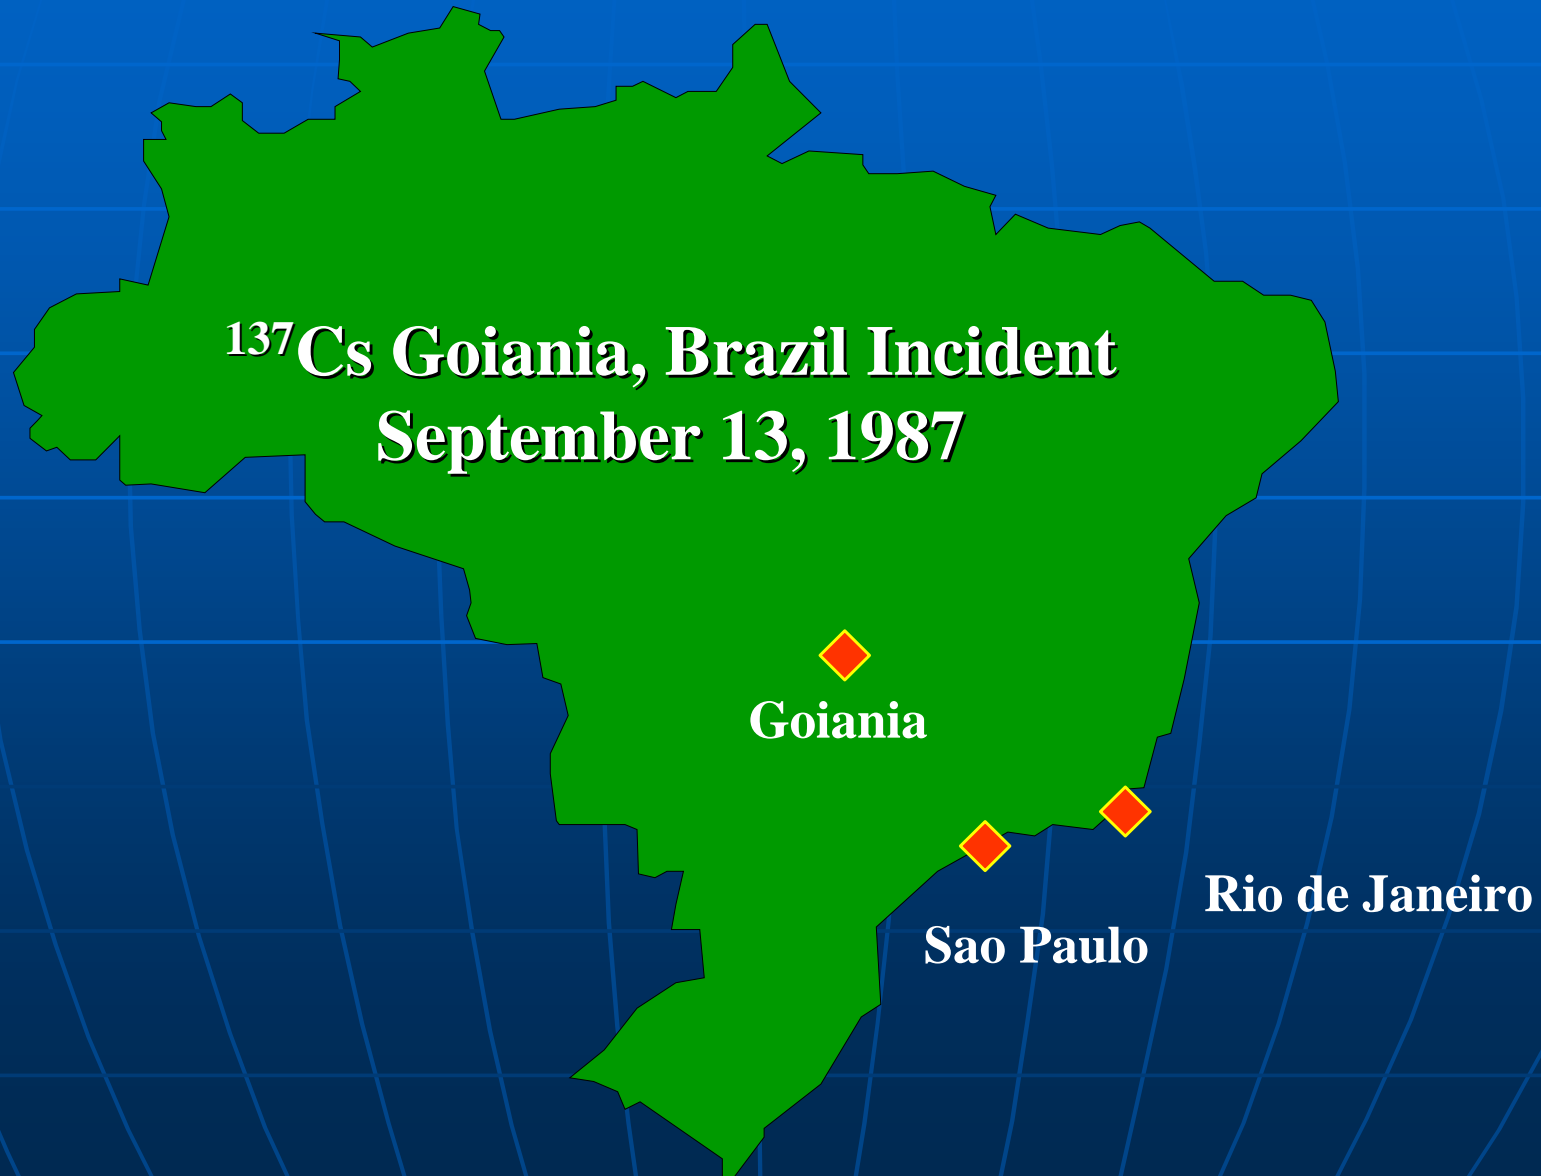 ¹³⁷Cs Goiania, Brazil Incident
September 13, 1987
Goiania
Rio de Janeiro
Sao Paulo